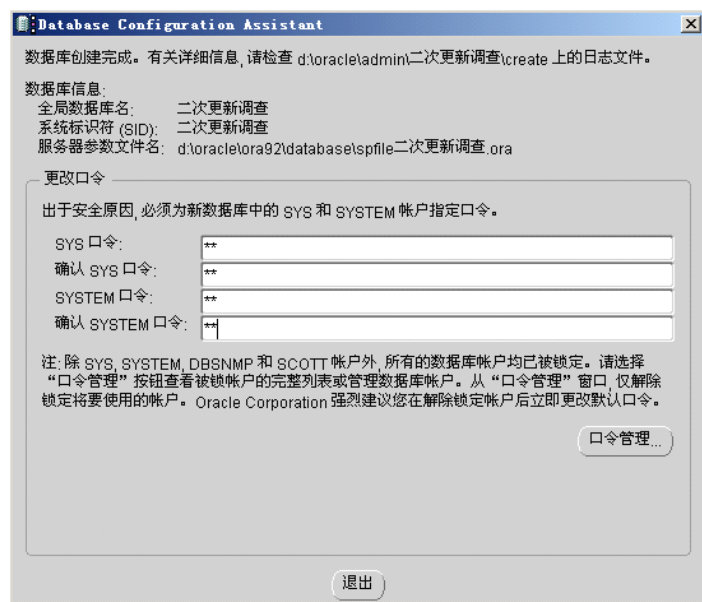 Database Configuration Assistant
数据库创建完成。有关详细信息,请检查 d:\oracle\admin\二次更新调查\create 上的日志文件。
数据库信息:
全局数据库名: 二次更新调查
系统标识符 (SID): 二次更新调查
服务器参数文件名: d:\oracle\ora92\database\spfile二次更新调查.ora
更改口令
出于安全原因,必须为新数据库中的 SYS 和 SYSTEM 帐户指定口令。
SYS 口令: **
确认 SYS 口令: **
SYSTEM 口令: **
确认 SYSTEM 口令: **
注:除 SYS, SYSTEM, DBSNMP 和 SCOTT 帐户外,所有的数据库帐户均已被锁定。请选择
“口令管理”按钮查看被锁帐户的完整列表或管理数据库帐户。从“口令管理”窗口,仅解除
锁定将要使用的帐户。Oracle Corporation 强烈建议您在解除锁定帐户后立即更改默认口令。
口令管理...
退出